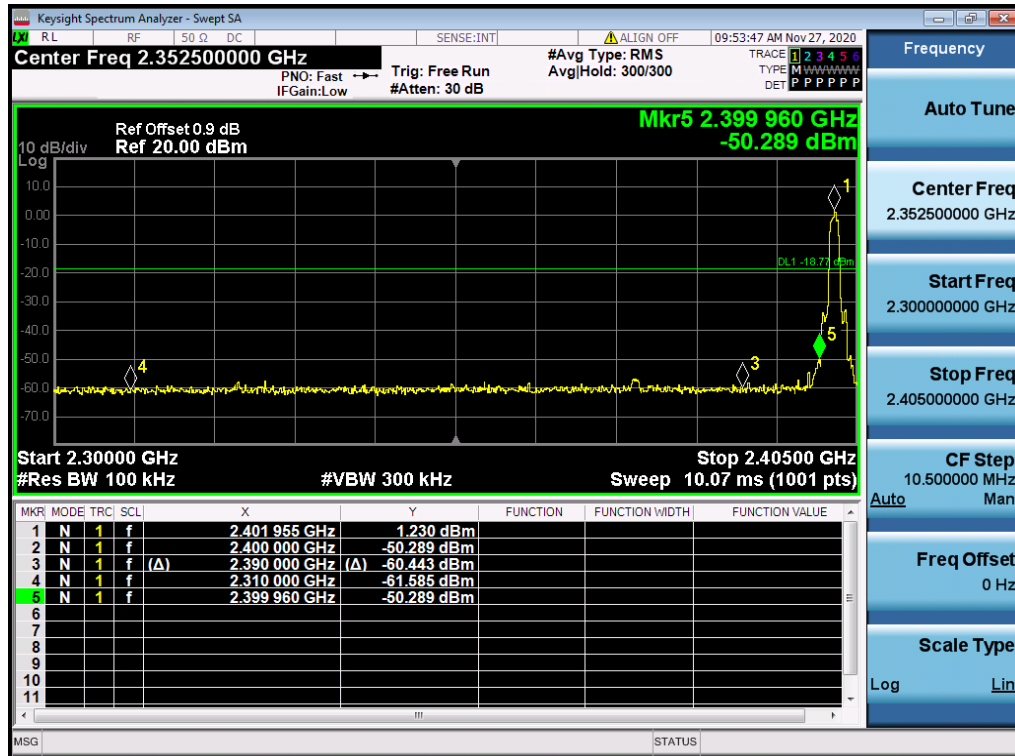 Keysight Spectrum Analyzer - Swept SA
LXI RL RF 50 Ω DC SENSE:INT ALIGN OFF 09:53:47 AM Nov 27, 2020
Center Freq 2.352500000 GHz
PNO: Fast
IFGain:Low
Trig: Free Run
#Atten: 30 dB
#Avg Type: RMS
Avg|Hold: 300/300
TRACE 1 2 3 4 5 6
TYPE M W W W W W
DET P P P P P P
Mkr5 2.399 960 GHz
-50.289 dBm
Ref Offset 0.9 dB
10 dB/div Ref 20.00 dBm
Log
10.0
0.00
-10.0
-20.0
-30.0
-40.0
-50.0
-60.0
-70.0
1
DL1 -18.77 dBm
5
4
3
Start 2.30000 GHz Stop 2.40500 GHz
#Res BW 100 kHz #VBW 300 kHz Sweep 10.07 ms (1001 pts)
MKR MODE TRC SCL X Y FUNCTION FUNCTION WIDTH FUNCTION VALUE
1 N 1 f 2.401 955 GHz 1.230 dBm
2 N 1 f 2.400 000 GHz -50.289 dBm
3 N 1 f (Δ) 2.390 000 GHz (Δ) -60.443 dBm
4 N 1 f 2.310 000 GHz -61.585 dBm
5 N 1 f 2.399 960 GHz -50.289 dBm
6
7
8
9
10
11
MSG STATUS
Frequency
Auto Tune
Center Freq
2.352500000 GHz
Start Freq
2.300000000 GHz
Stop Freq
2.405000000 GHz
CF Step
10.500000 MHz
Auto Man
Freq Offset
0 Hz
Scale Type
Log Lin